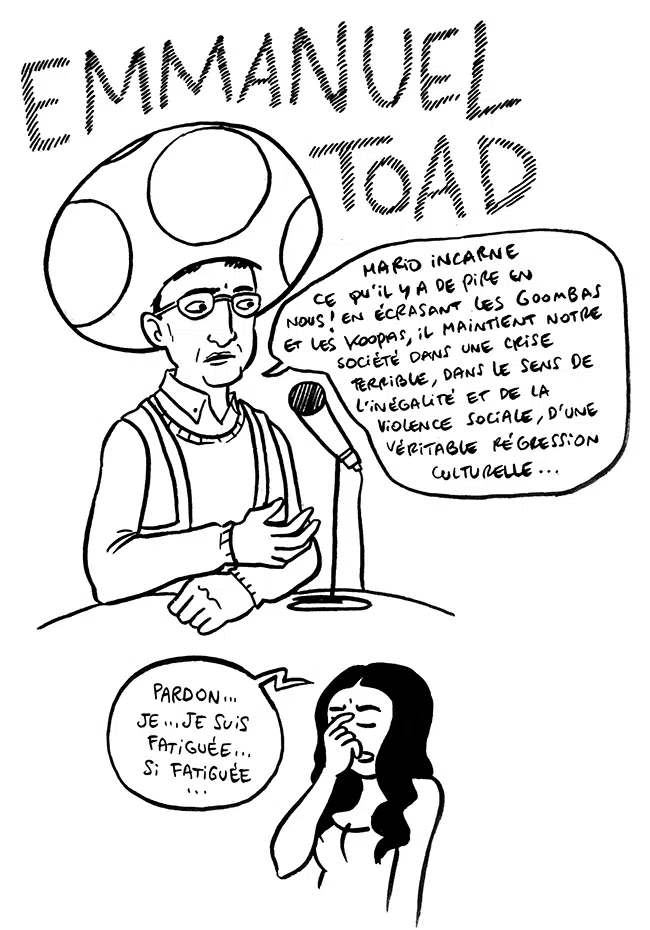 EMMANUEL
TOAD
MARIO INCARNE
CE QU'IL Y A DE PIRE EN
NOUS! EN ÉCRASANT LES GOOMBAS
ET LES KOOPAS, IL MAINTIENT NOTRE
SOCIÉTÉ DANS UNE CRISE
TERRIBLE, DANS LE SENS DE
L'INÉGALITÉ ET DE LA
VIOLENCE SOCIALE, D'UNE
VÉRITABLE RÉGRESSION
CULTURELLE...
PARDON...
JE...JE SUIS
FATIGUÉE...
SI FATIGUÉE
...